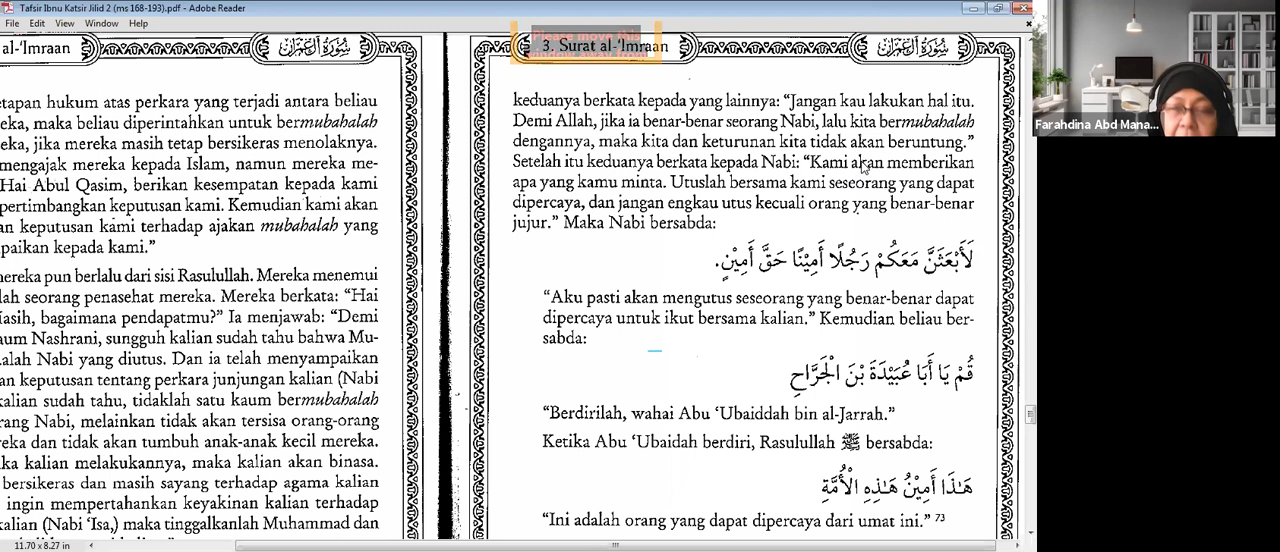 Tafsir Ibnu Katsir Jilid 2 (ms 168-193).pdf - Adobe Reader
File Edit View Window Help
al-'Imraan
سُوْرَةُ آلِ عِمْرَان
etapan hukum atas perkara yang terjadi antara beliau
eka, maka beliau diperintahkan untuk bermubahalah
eka, jika mereka masih tetap bersikeras menolaknya.
mengajak mereka kepada Islam, namun mereka me-
Hai Abul Qasim, berikan kesempatan kepada kami
pertimbangkan keputusan kami. Kemudian kami akan
an keputusan kami terhadap ajakan mubahalah yang
paikan kepada kami.”
mereka pun berlalu dari sisi Rasulullah. Mereka menemui
lah seorang penasehat mereka. Mereka berkata: “Hai
asih, bagaimana pendapatmu?” Ia menjawab: “Demi
aum Nashrani, sungguh kalian sudah tahu bahwa Mu-
alah Nabi yang diutus. Dan ia telah menyampaikan
an keputusan tentang perkara junjungan kalian (Nabi
kalian sudah tahu, tidaklah satu kaum bermubahalah
rang Nabi, melainkan tidak akan tersisa orang-orang
reka dan tidak akan tumbuh anak-anak kecil mereka.
ka kalian melakukannya, maka kalian akan binasa.
bersikeras dan masih sayang terhadap agama kalian
ingin mempertahankan keyakinan kalian terhadap
kalian (Nabi ‘Isa,) maka tinggalkanlah Muhammad dan
Please move this
window away from
3. Surat al-'Imraan
سُوْرَةُ آلِ عِمْرَان
keduanya berkata kepada yang lainnya: “Jangan kau lakukan hal itu.
Demi Allah, jika ia benar-benar seorang Nabi, lalu kita bermubahalah
dengannya, maka kita dan keturunan kita tidak akan beruntung.”
Setelah itu keduanya berkata kepada Nabi: “Kami akan memberikan
apa yang kamu minta. Utuslah bersama kami seseorang yang dapat
dipercaya, dan jangan engkau utus kecuali orang yang benar-benar
jujur.” Maka Nabi bersabda:
لَأَبْعَثَنَّ مَعَكُمْ رَجُلًا أَمِيْنًا حَقَّ أَمِيْنٍ.
“Aku pasti akan mengutus seseorang yang benar-benar dapat
dipercaya untuk ikut bersama kalian.” Kemudian beliau ber-
sabda:
قُمْ يَا أَبَا عُبَيْدَةَ بْنَ الْجَرَّاحِ
“Berdirilah, wahai Abu ‘Ubaiddah bin al-Jarrah.”
Ketika Abu ‘Ubaidah berdiri, Rasulullah ﷺ bersabda:
هَـٰذَا أَمِيْنُ هَـٰذِهِ الْأُمَّةِ
“Ini adalah orang yang dapat dipercaya dari umat ini.” 73
11.70 x 8.27 in
Farahdina Abd Mana...